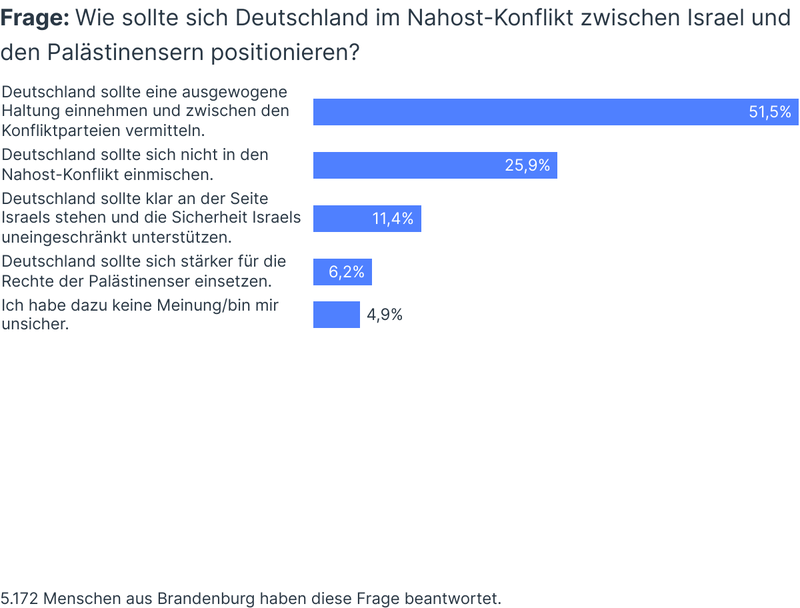 Frage: Wie sollte sich Deutschland im Nahost-Konflikt zwischen Israel und
den Palästinensern positionieren?
Deutschland sollte eine ausgewogene
Haltung einnehmen und zwischen den
Konfliktparteien vermitteln.
51,5%
Deutschland sollte sich nicht in den
Nahost-Konflikt einmischen.
25,9%
Deutschland sollte klar an der Seite
Israels stehen und die Sicherheit Israels
uneingeschränkt unterstützen.
11,4%
Deutschland sollte sich stärker für die
Rechte der Palästinenser einsetzen.
6,2%
Ich habe dazu keine Meinung/bin mir
unsicher.
4,9%
5.172 Menschen aus Brandenburg haben diese Frage beantwortet.